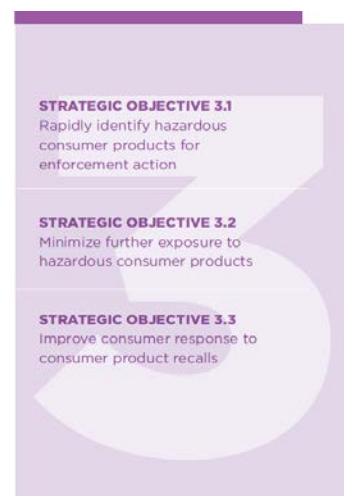 STRATEGIC OBJECTIVE 3.1
Rapidly identify hazardous
consumer products for
enforcement action
STRATEGIC OBJECTIVE 3.2
Minimize further exposure to
hazardous consumer products
STRATEGIC OBJECTIVE 3.3
Improve consumer response to
consumer product recalls
3